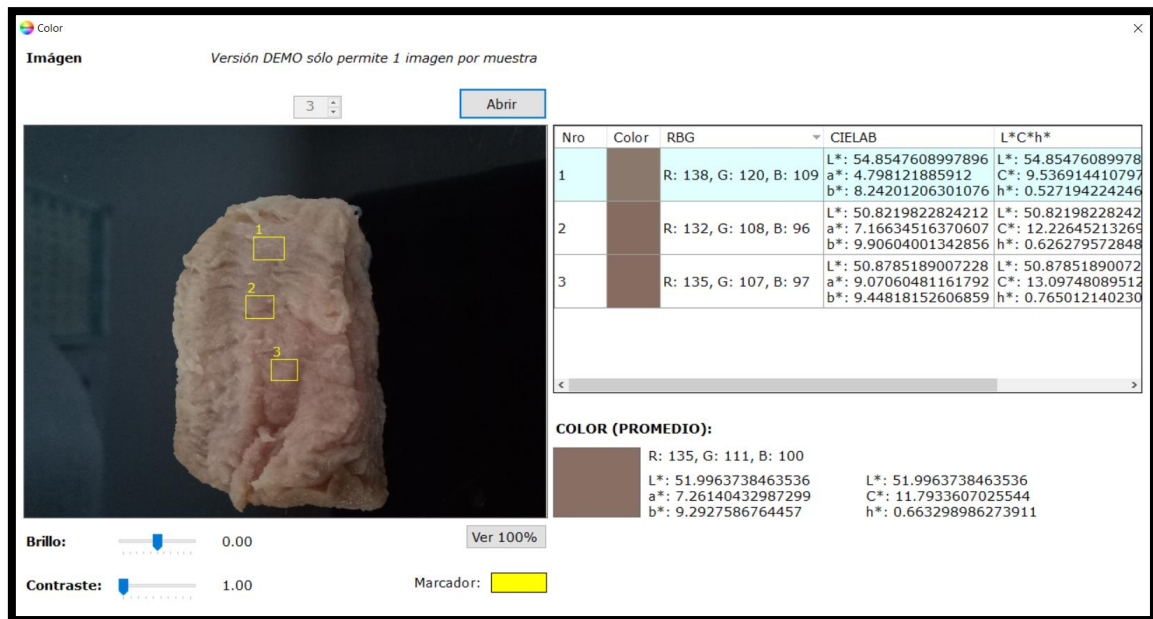 Color
Imágen
Versión DEMO sólo permite 1 imagen por muestra
3
Abrir
Nro Color RBG CIELAB L*C*h*
1 R: 138, G: 120, B: 109
L*: 54.8547608997896 L*: 54.85476089978
a*: 4.798121885912 C*: 9.536914410797
b*: 8.24201206301076 h*: 0.527194224246
2 R: 132, G: 108, B: 96
L*: 50.8219822824212 L*: 50.82198228242
a*: 7.16634516370607 C*: 12.22645213269
b*: 9.90604001342856 h*: 0.626279572848
3 R: 135, G: 107, B: 97
L*: 50.8785189007228 L*: 50.87851890072
a*: 9.07060481161792 C*: 13.09748089512
b*: 9.44818152606859 h*: 0.765012140230
1
2
3
COLOR (PROMEDIO):
R: 135, G: 111, B: 100
L*: 51.9963738463536 L*: 51.9963738463536
a*: 7.26140432987299 C*: 11.7933607025544
b*: 9.2927586764457 h*: 0.663298986273911
Brillo: 0.00 Ver 100%
Contraste: 1.00 Marcador: